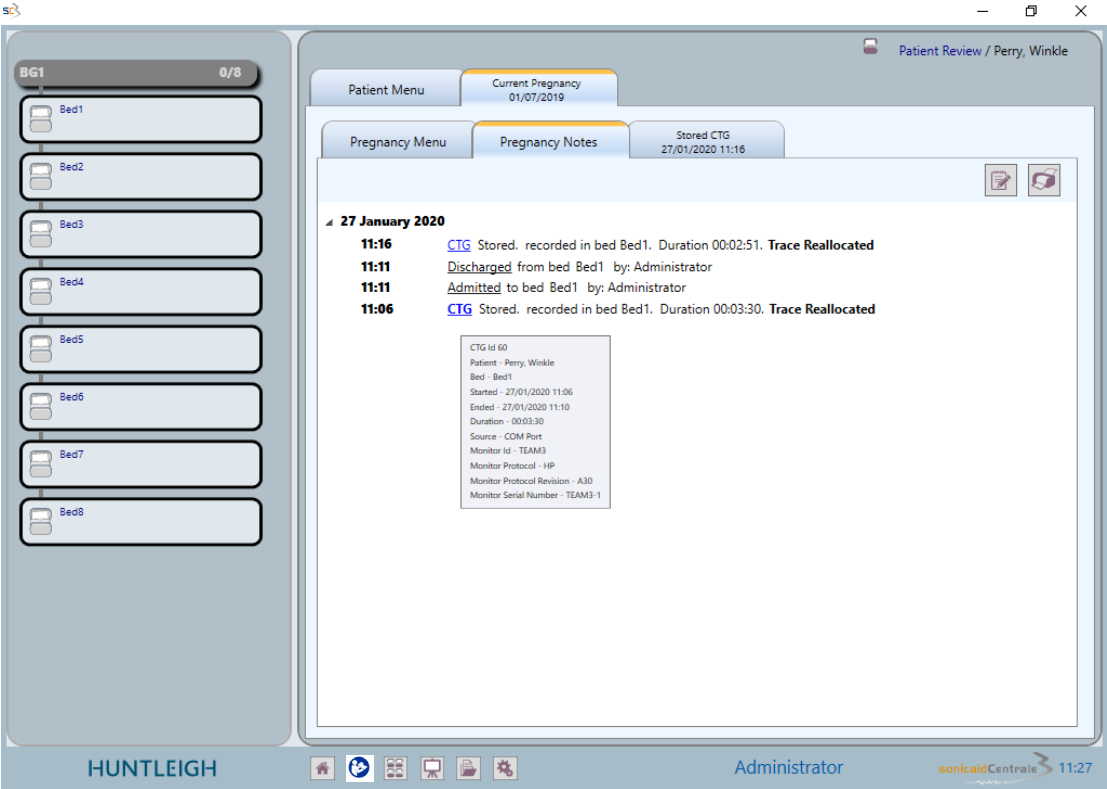 Patient Review / Perry, Winkle
BG1 0/8
Bed1
Bed2
Bed3
Bed4
Bed5
Bed6
Bed7
Bed8
Patient Menu
Current Pregnancy
01/07/2019
Pregnancy Menu
Pregnancy Notes
Stored CTG
27/01/2020 11:16
27 January 2020
11:16 CTG Stored. recorded in bed Bed1. Duration 00:02:51. Trace Reallocated
11:11 Discharged from bed Bed1 by: Administrator
11:11 Admitted to bed Bed1 by: Administrator
11:06 CTG Stored. recorded in bed Bed1. Duration 00:03:30. Trace Reallocated
CTG Id 60
Patient - Perry, Winkle
Bed - Bed1
Started - 27/01/2020 11:06
Ended - 27/01/2020 11:10
Duration - 00:03:30
Source - COM Port
Monitor Id - TEAM3
Monitor Protocol - HP
Monitor Protocol Revision - A30
Monitor Serial Number - TEAM3-1
HUNTLEIGH
Administrator
sonicaidCentrale3 11:27